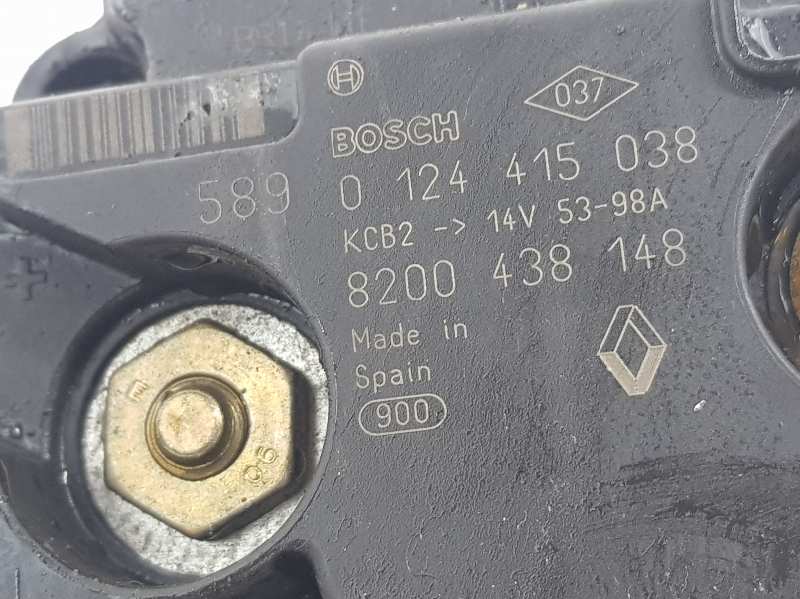 037
BOSCH
589 0 124 415 038
KCB2 -> 14V 53-98A
8200 438 148
Made in
Spain
900
+
E